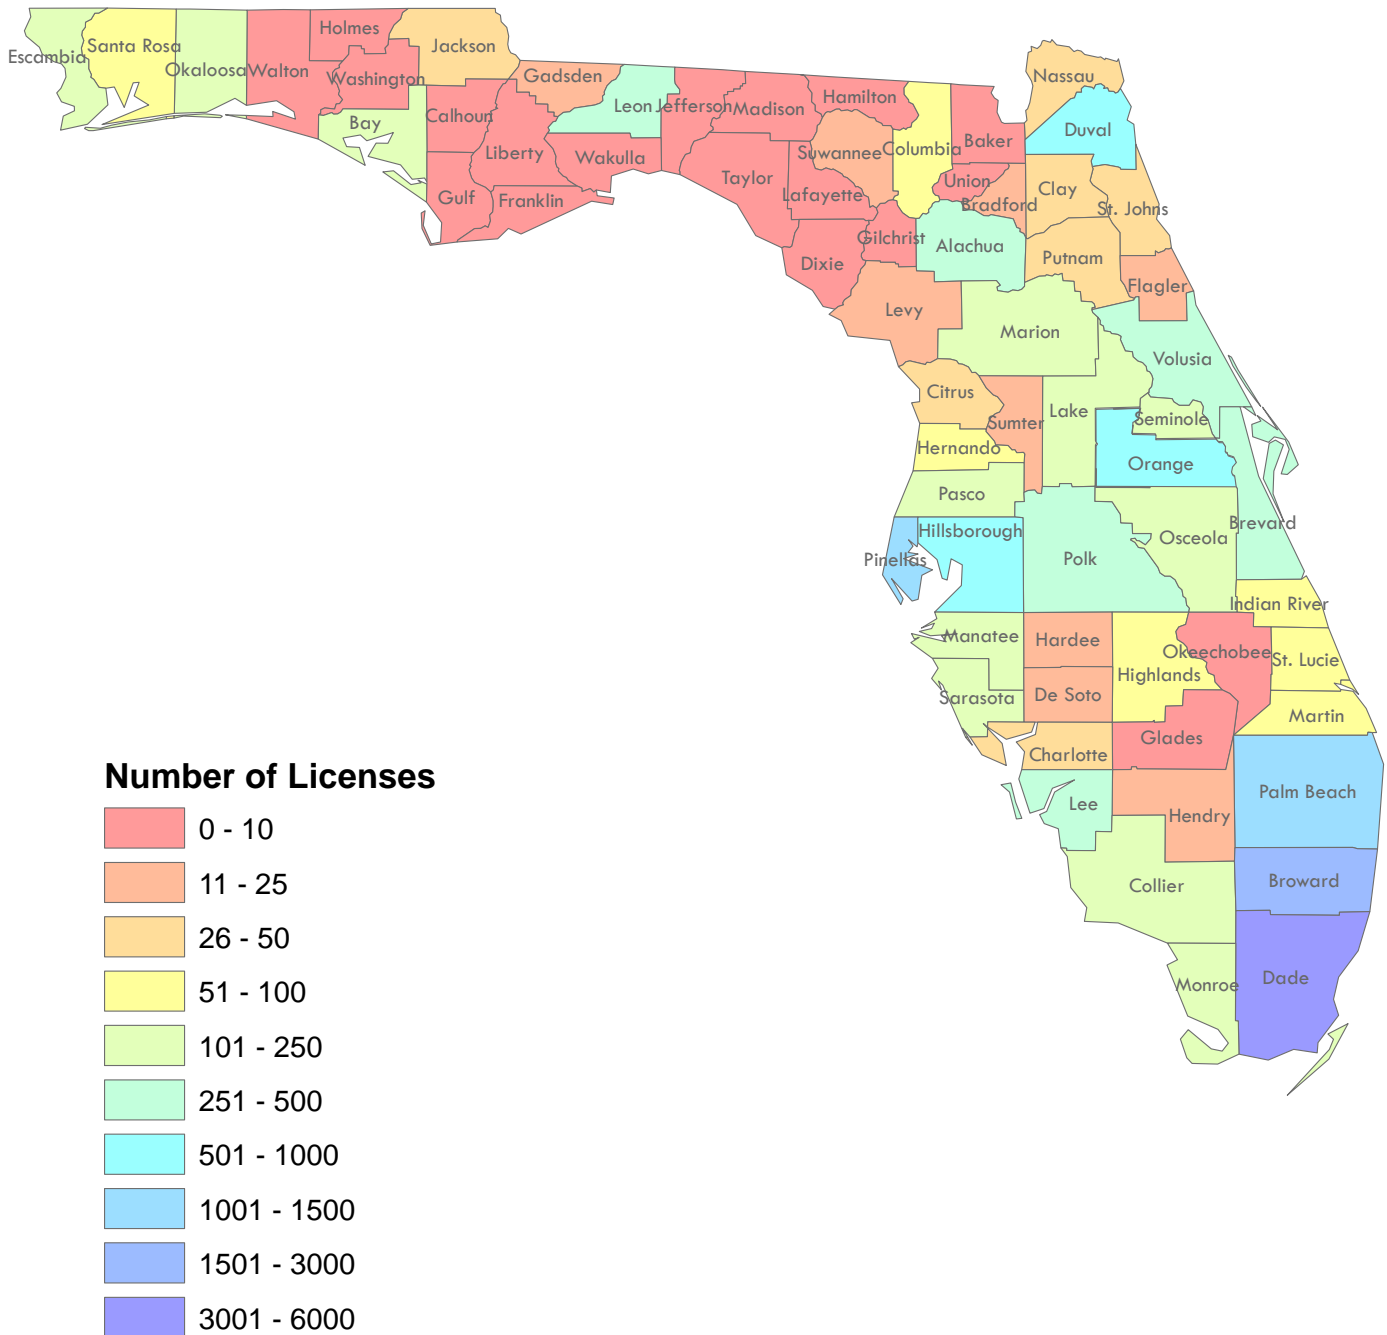 Escambia
Santa Rosa
Okaloosa
Walton
Holmes
Washington
Jackson
Bay
Calhoun
Gulf
Liberty
Gadsden
Franklin
Leon
Wakulla
Jefferson
Madison
Taylor
Hamilton
Suwannee
Lafayette
Dixie
Columbia
Gilchrist
Baker
Union
Bradford
Alachua
Levy
Nassau
Duval
Clay
St. Johns
Putnam
Flagler
Marion
Volusia
Citrus
Sumter
Lake
Seminole
Hernando
Orange
Pasco
Brevard
Hillsborough
Pinellas
Polk
Osceola
Indian River
Manatee
Hardee
Okeechobee
St. Lucie
Highlands
Sarasota
De Soto
Martin
Glades
Charlotte
Lee
Hendry
Palm Beach
Collier
Broward
Monroe
Dade
Number of Licenses
0 - 10
11 - 25
26 - 50
51 - 100
101 - 250
251 - 500
501 - 1000
1001 - 1500
1501 - 3000
3001 - 6000